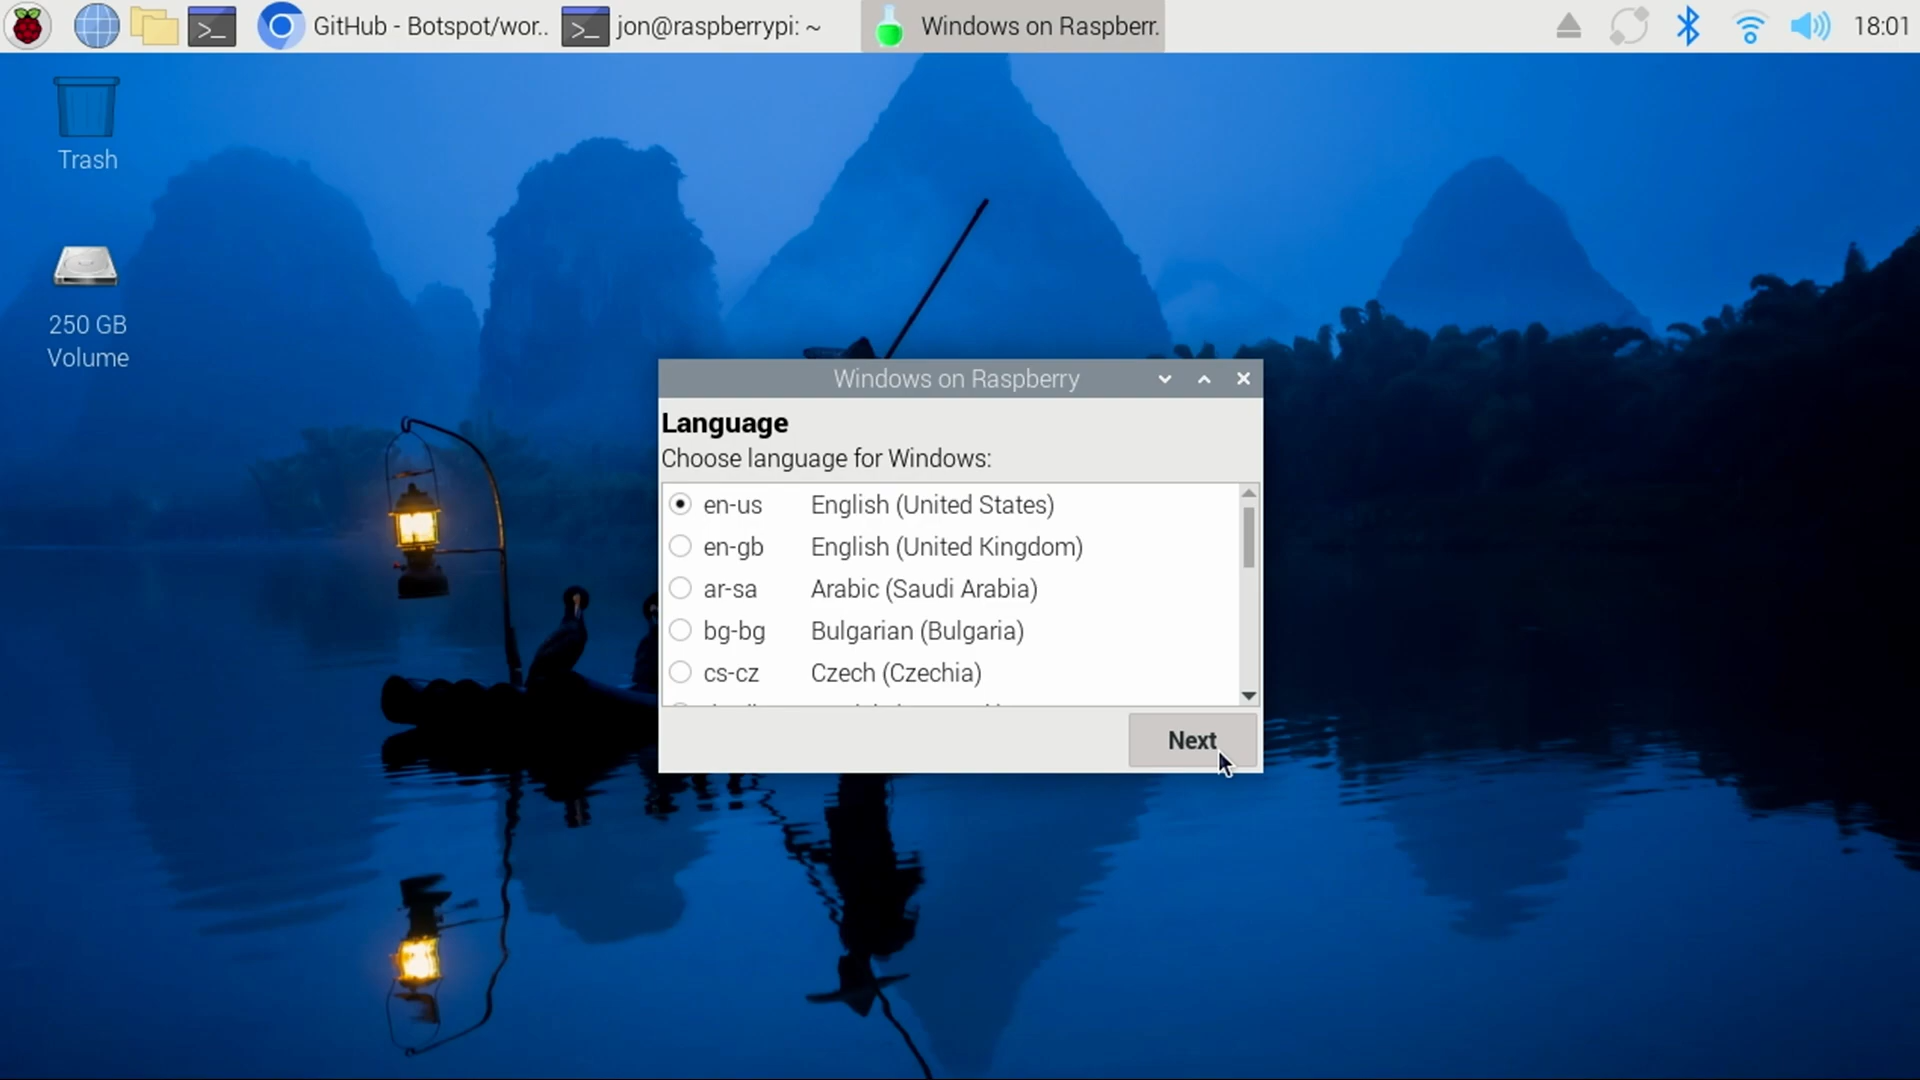 GitHub - Botspot/wor..
jon@raspberrypi: ~
Windows on Raspberr.
18:01
Trash
250 GB
Volume
Windows on Raspberry
Language
Choose language for Windows:
en-us English (United States)
en-gb English (United Kingdom)
ar-sa Arabic (Saudi Arabia)
bg-bg Bulgarian (Bulgaria)
cs-cz Czech (Czechia)
Next